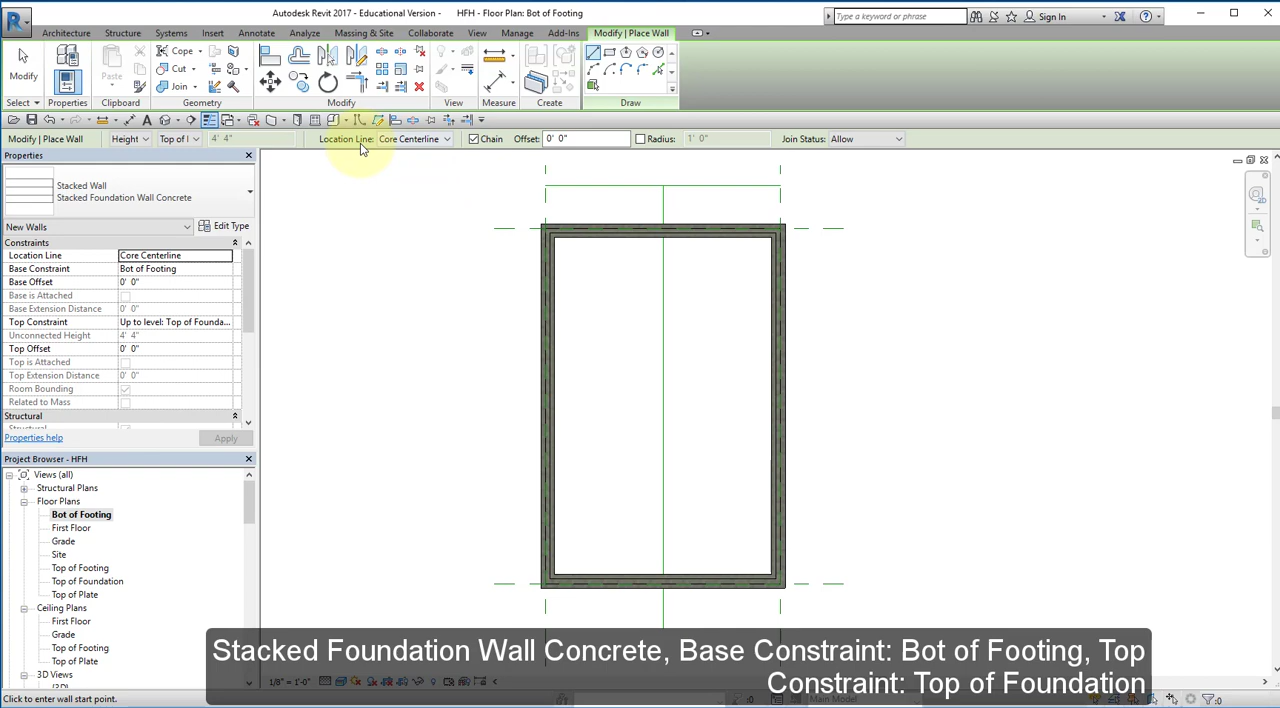 Autodesk Revit 2017 - Educational Version - HFH - Floor Plan: Bot of Footing
Type a keyword or phrase
Sign In
Architecture Structure Systems Insert Annotate Analyze Massing & Site Collaborate View Manage Add-Ins Modify | Place Wall
Modify Paste Cope Cut Join
Select Properties Clipboard Geometry Modify View Measure Create Draw
Modify | Place Wall Height Top of 4' 4" Location Line: Core Centerline Chain Offset: 0' 0" Radius: 1' 0" Join Status: Allow
Properties
Stacked Wall
Stacked Foundation Wall Concrete
New Walls Edit Type
Constraints
Location Line Core Centerline
Base Constraint Bot of Footing
Base Offset 0' 0"
Base is Attached
Base Extension Distance 0' 0"
Top Constraint Up to level: Top of Founda...
Unconnected Height 4' 4"
Top Offset 0' 0"
Top is Attached
Top Extension Distance 0' 0"
Room Bounding
Related to Mass
Structural
Properties help Apply
Project Browser - HFH
Views (all)
Structural Plans
Floor Plans
Bot of Footing
First Floor
Grade
Site
Top of Footing
Top of Foundation
Top of Plate
Ceiling Plans
First Floor
Grade
Top of Footing
Top of Plate
3D Views
Stacked Foundation Wall Concrete, Base Constraint: Bot of Footing, Top
Constraint: Top of Foundation
1/8" = 1'-0"
Click to enter wall start point. :0 Main Model :0